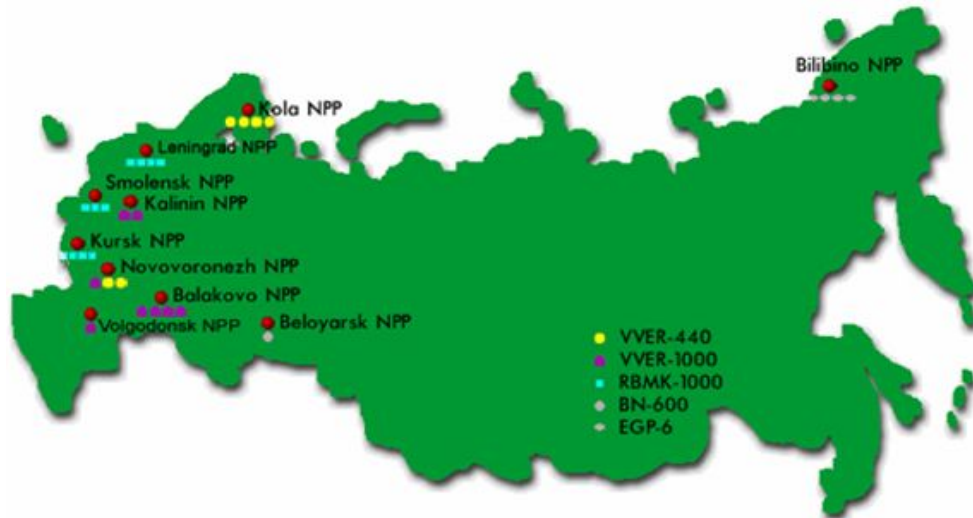 Bilibino NPP
Kola NPP
Leningrad NPP
Smolensk NPP
Kalinin NPP
Kursk NPP
Novovoronezh NPP
Balakovo NPP
Volgodonsk NPP
Beloyarsk NPP
VVER-440
VVER-1000
RBMK-1000
BN-600
EGP-6